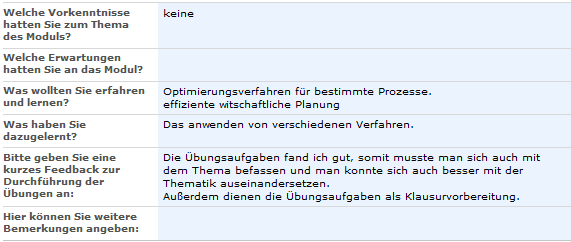 Welche Vorkenntnisse
hatten Sie zum Thema
des Moduls?
keine
Welche Erwartungen
hatten Sie an das Modul?
Was wollten Sie erfahren
und lernen?
Optimierungsverfahren für bestimmte Prozesse.
effiziente witschaftliche Planung
Was haben Sie
dazugelernt?
Das anwenden von verschiedenen Verfahren.
Bitte geben Sie eine
kurzes Feedback zur
Durchführung der
Übungen an:
Die Übungsaufgaben fand ich gut, somit musste man sich auch mit
dem Thema befassen und man konnte sich auch besser mit der
Thematik auseinandersetzen.
Außerdem dienen die Übungsaufgaben als Klausurvorbereitung.
Hier können Sie weitere
Bemerkungen angeben: